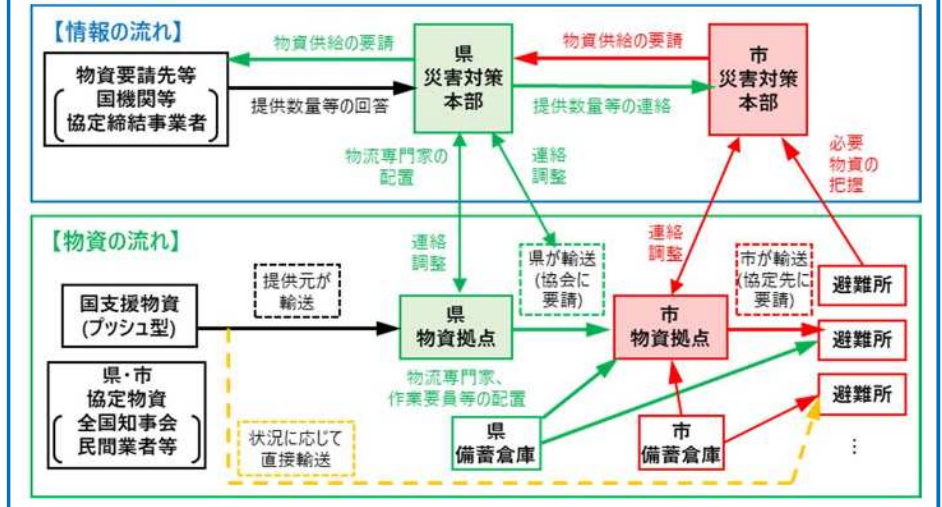 【情報の流れ】
物資供給の要請
物資供給の要請
物資要請先等
国機関等
協定締結事業者
県
災害対策
本部
市
災害対策
本部
提供数量等の回答
提供数量等の連絡
物流専門家の
配置
連絡
調整
必要
物資の
把握
【物資の流れ】
連絡
調整
県が輸送
(協会に
要請)
連絡
調整
市が輸送
(協定先に
要請)
避難所
提供元が
輸送
国支援物資
(プッシュ型)
県
物資拠点
市
物資拠点
避難所
物流専門家、
作業要員等の配置
県・市
協定物資
全国知事会
民間業者等
状況に応じて
直接輸送
県
備蓄倉庫
市
備蓄倉庫
避難所
…